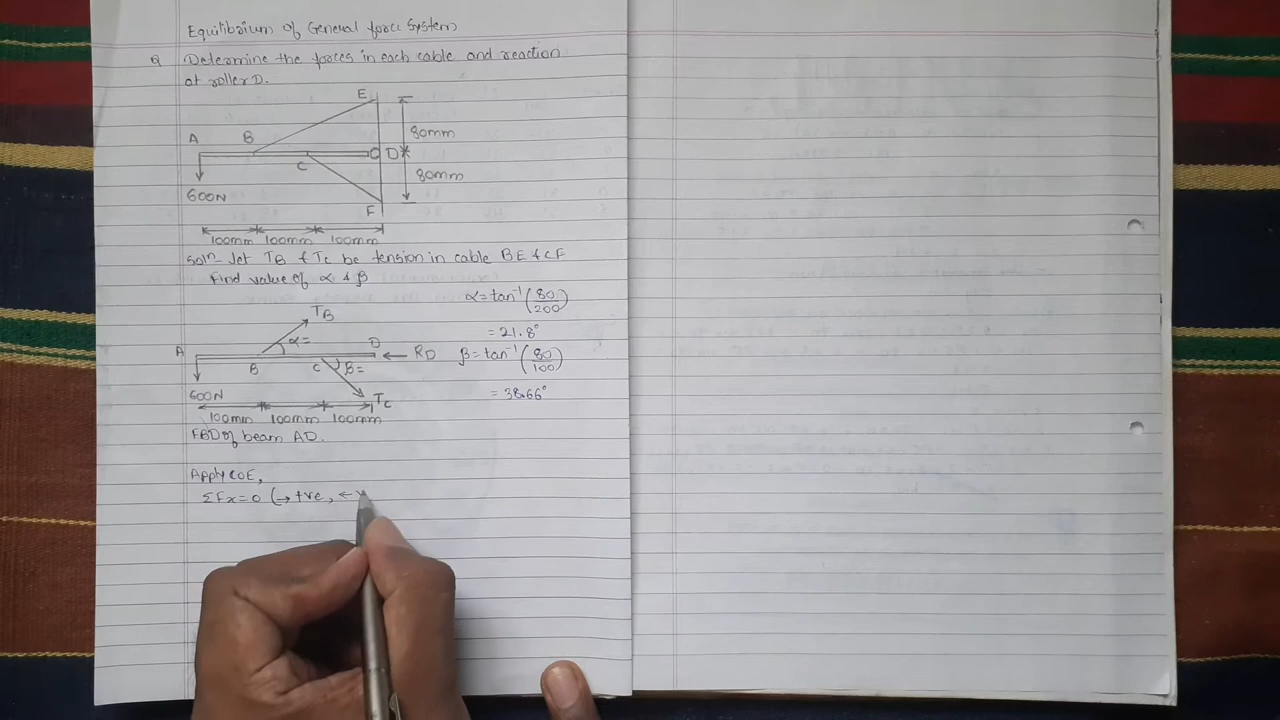 Equilibrium of General force System
Q Determine the forces in each cable and reaction
at roller D.
E
A B 80mm
D
C 80mm
600N
F
100mm 100mm 100mm
Soln- Let TB & TC be tension in cable BE & CF
Find value of α & β
TB α=tan⁻¹(80/200)
α= =21.8°
A D RD β=tan⁻¹(80/100)
B C β=
600N TC =38.66°
100mm 100mm 100mm
FBD of beam AD.
Apply COE,
ΣFx=0 (→+ve, ←